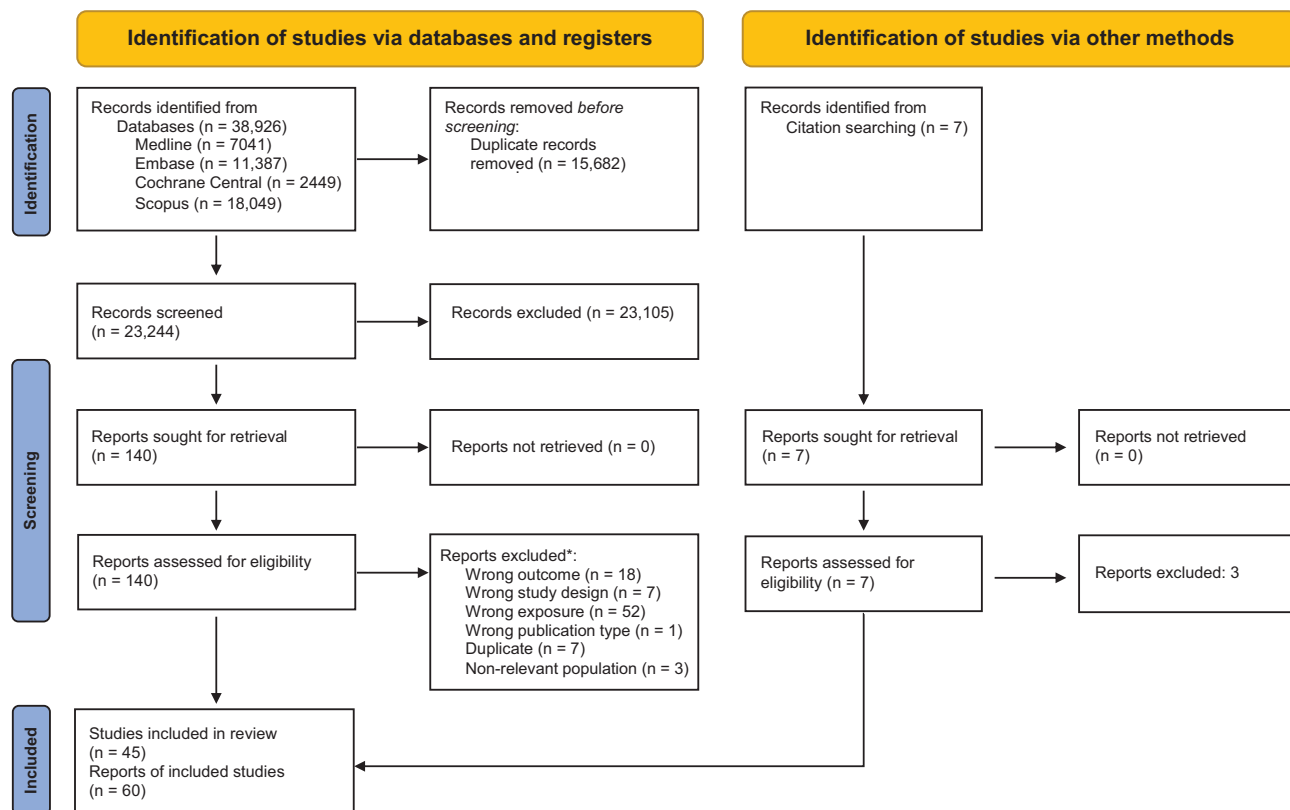 Identification of studies via databases and registers
Identification of studies via other methods
Identification
Records identified from
Databases (n = 38,926)
Medline (n = 7041)
Embase (n = 11,387)
Cochrane Central (n = 2449)
Scopus (n = 18,049)
Records removed before
screening:
Duplicate records
removed (n = 15,682)
Records identified from
Citation searching (n = 7)
Screening
Records screened
(n = 23,244)
Records excluded (n = 23,105)
Reports sought for retrieval
(n = 140)
Reports not retrieved (n = 0)
Reports sought for retrieval
(n = 7)
Reports not retrieved
(n = 0)
Reports assessed for eligibility
(n = 140)
Reports excluded*:
Wrong outcome (n = 18)
Wrong study design (n = 7)
Wrong exposure (n = 52)
Wrong publication type (n = 1)
Duplicate (n = 7)
Non-relevant population (n = 3)
Reports assessed for
eligibility (n = 7)
Reports excluded: 3
Included
Studies included in review
(n = 45)
Reports of included studies
(n = 60)